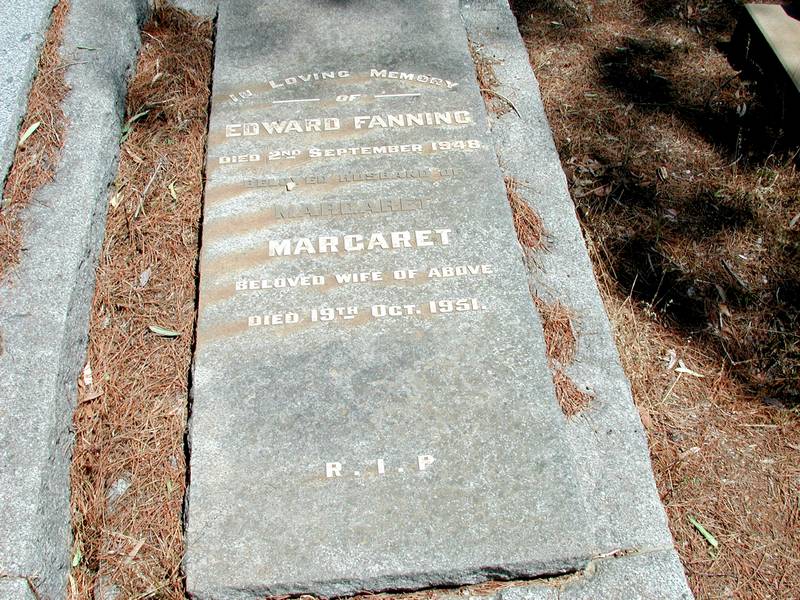 IN LOVING MEMORY
OF
EDWARD FANNING
DIED 2ND SEPTEMBER 1948
BELOVED HUSBAND OF
MARGARET
MARGARET
BELOVED WIFE OF ABOVE
DIED 19TH OCT. 1951.
R. I. P